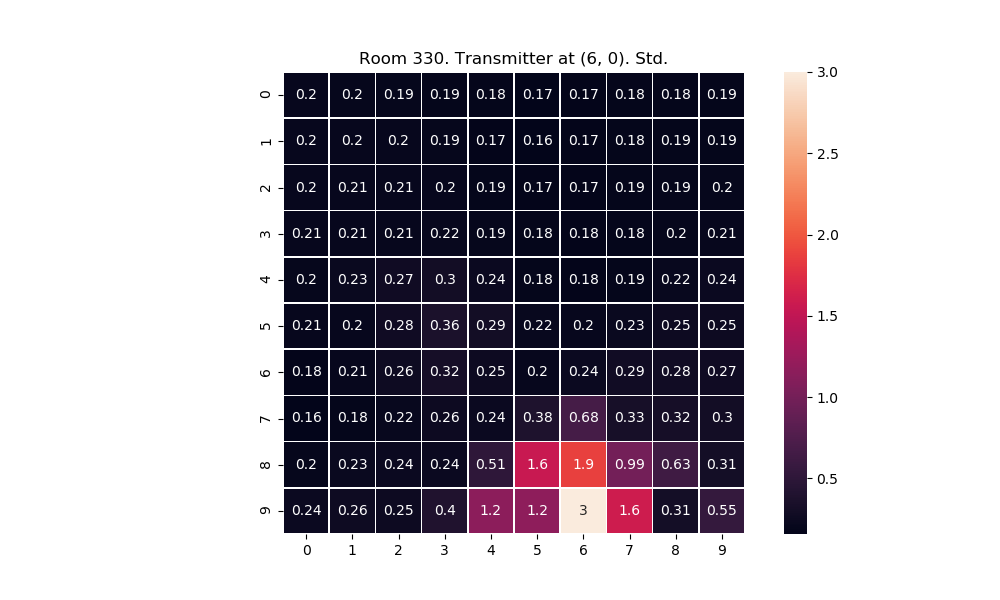 Room 330. Transmitter at (6, 0). Std.
0 0.2 0.2 0.19 0.19 0.18 0.17 0.17 0.18 0.18 0.19
1 0.2 0.2 0.2 0.19 0.17 0.16 0.17 0.18 0.19 0.19
2 0.2 0.21 0.21 0.2 0.19 0.17 0.17 0.19 0.19 0.2
3 0.21 0.21 0.21 0.22 0.19 0.18 0.18 0.18 0.2 0.21
4 0.2 0.23 0.27 0.3 0.24 0.18 0.18 0.19 0.22 0.24
5 0.21 0.2 0.28 0.36 0.29 0.22 0.2 0.23 0.25 0.25
6 0.18 0.21 0.26 0.32 0.25 0.2 0.24 0.29 0.28 0.27
7 0.16 0.18 0.22 0.26 0.24 0.38 0.68 0.33 0.32 0.3
8 0.2 0.23 0.24 0.24 0.51 1.6 1.9 0.99 0.63 0.31
9 0.24 0.26 0.25 0.4 1.2 1.2 3 1.6 0.31 0.55
0 1 2 3 4 5 6 7 8 9
3.0
2.5
2.0
1.5
1.0
0.5